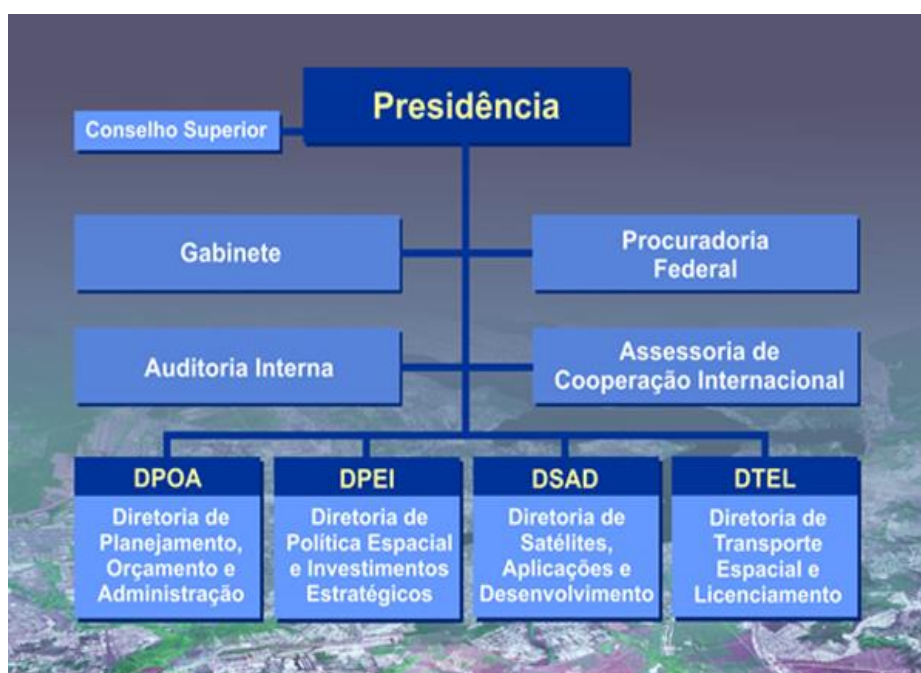 Presidência
Conselho Superior
Gabinete
Procuradoria
Federal
Auditoria Interna
Assessoria de
Cooperação Internacional
DPOA
Diretoria de
Planejamento,
Orçamento e
Administração
DPEI
Diretoria de
Política Espacial
e Investimentos
Estratégicos
DSAD
Diretoria de
Satélites,
Aplicações e
Desenvolvimento
DTEL
Diretoria de
Transporte
Espacial e
Licenciamento